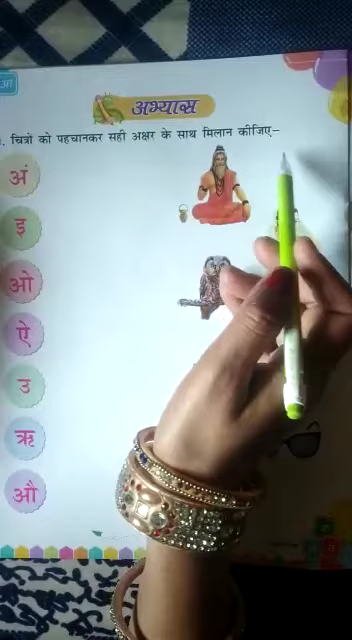 अभ्यास
. चित्रों को पहचानकर सही अक्षर के साथ मिलान कीजिए-
अं
इ
ओ
ऐ
उ
ऋ
औ